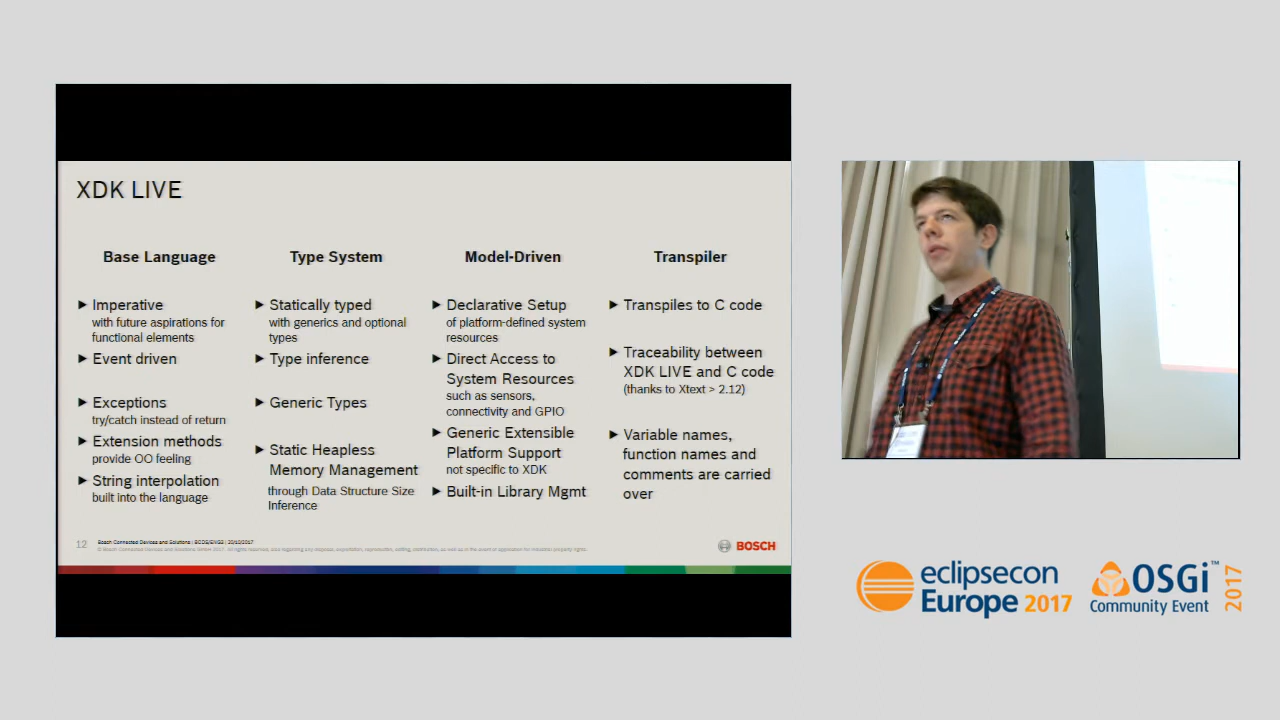 XDK LIVE
Base Language
► Imperative
with future aspirations for
functional elements
► Event driven
► Exceptions
try/catch instead of return
► Extension methods
provide OO feeling
► String interpolation
built into the language
Type System
► Statically typed
with generics and optional
types
► Type inference
► Generic Types
► Static Heapless
Memory Management
through Data Structure Size
Inference
Model-Driven
► Declarative Setup
of platform-defined system
resources
► Direct Access to
System Resources
such as sensors,
connectivity and GPIO
► Generic Extensible
Platform Support
not specific to XDK
► Built-in Library Mgmt
Transpiler
► Transpiles to C code
► Traceability between
XDK LIVE and C code
(thanks to Xtext > 2.12)
► Variable names,
function names and
comments are carried
over
12
Bosch Connected Devices and Solutions
BOSCH
eclipsecon
Europe 2017
OSGi™
Community Event
2017